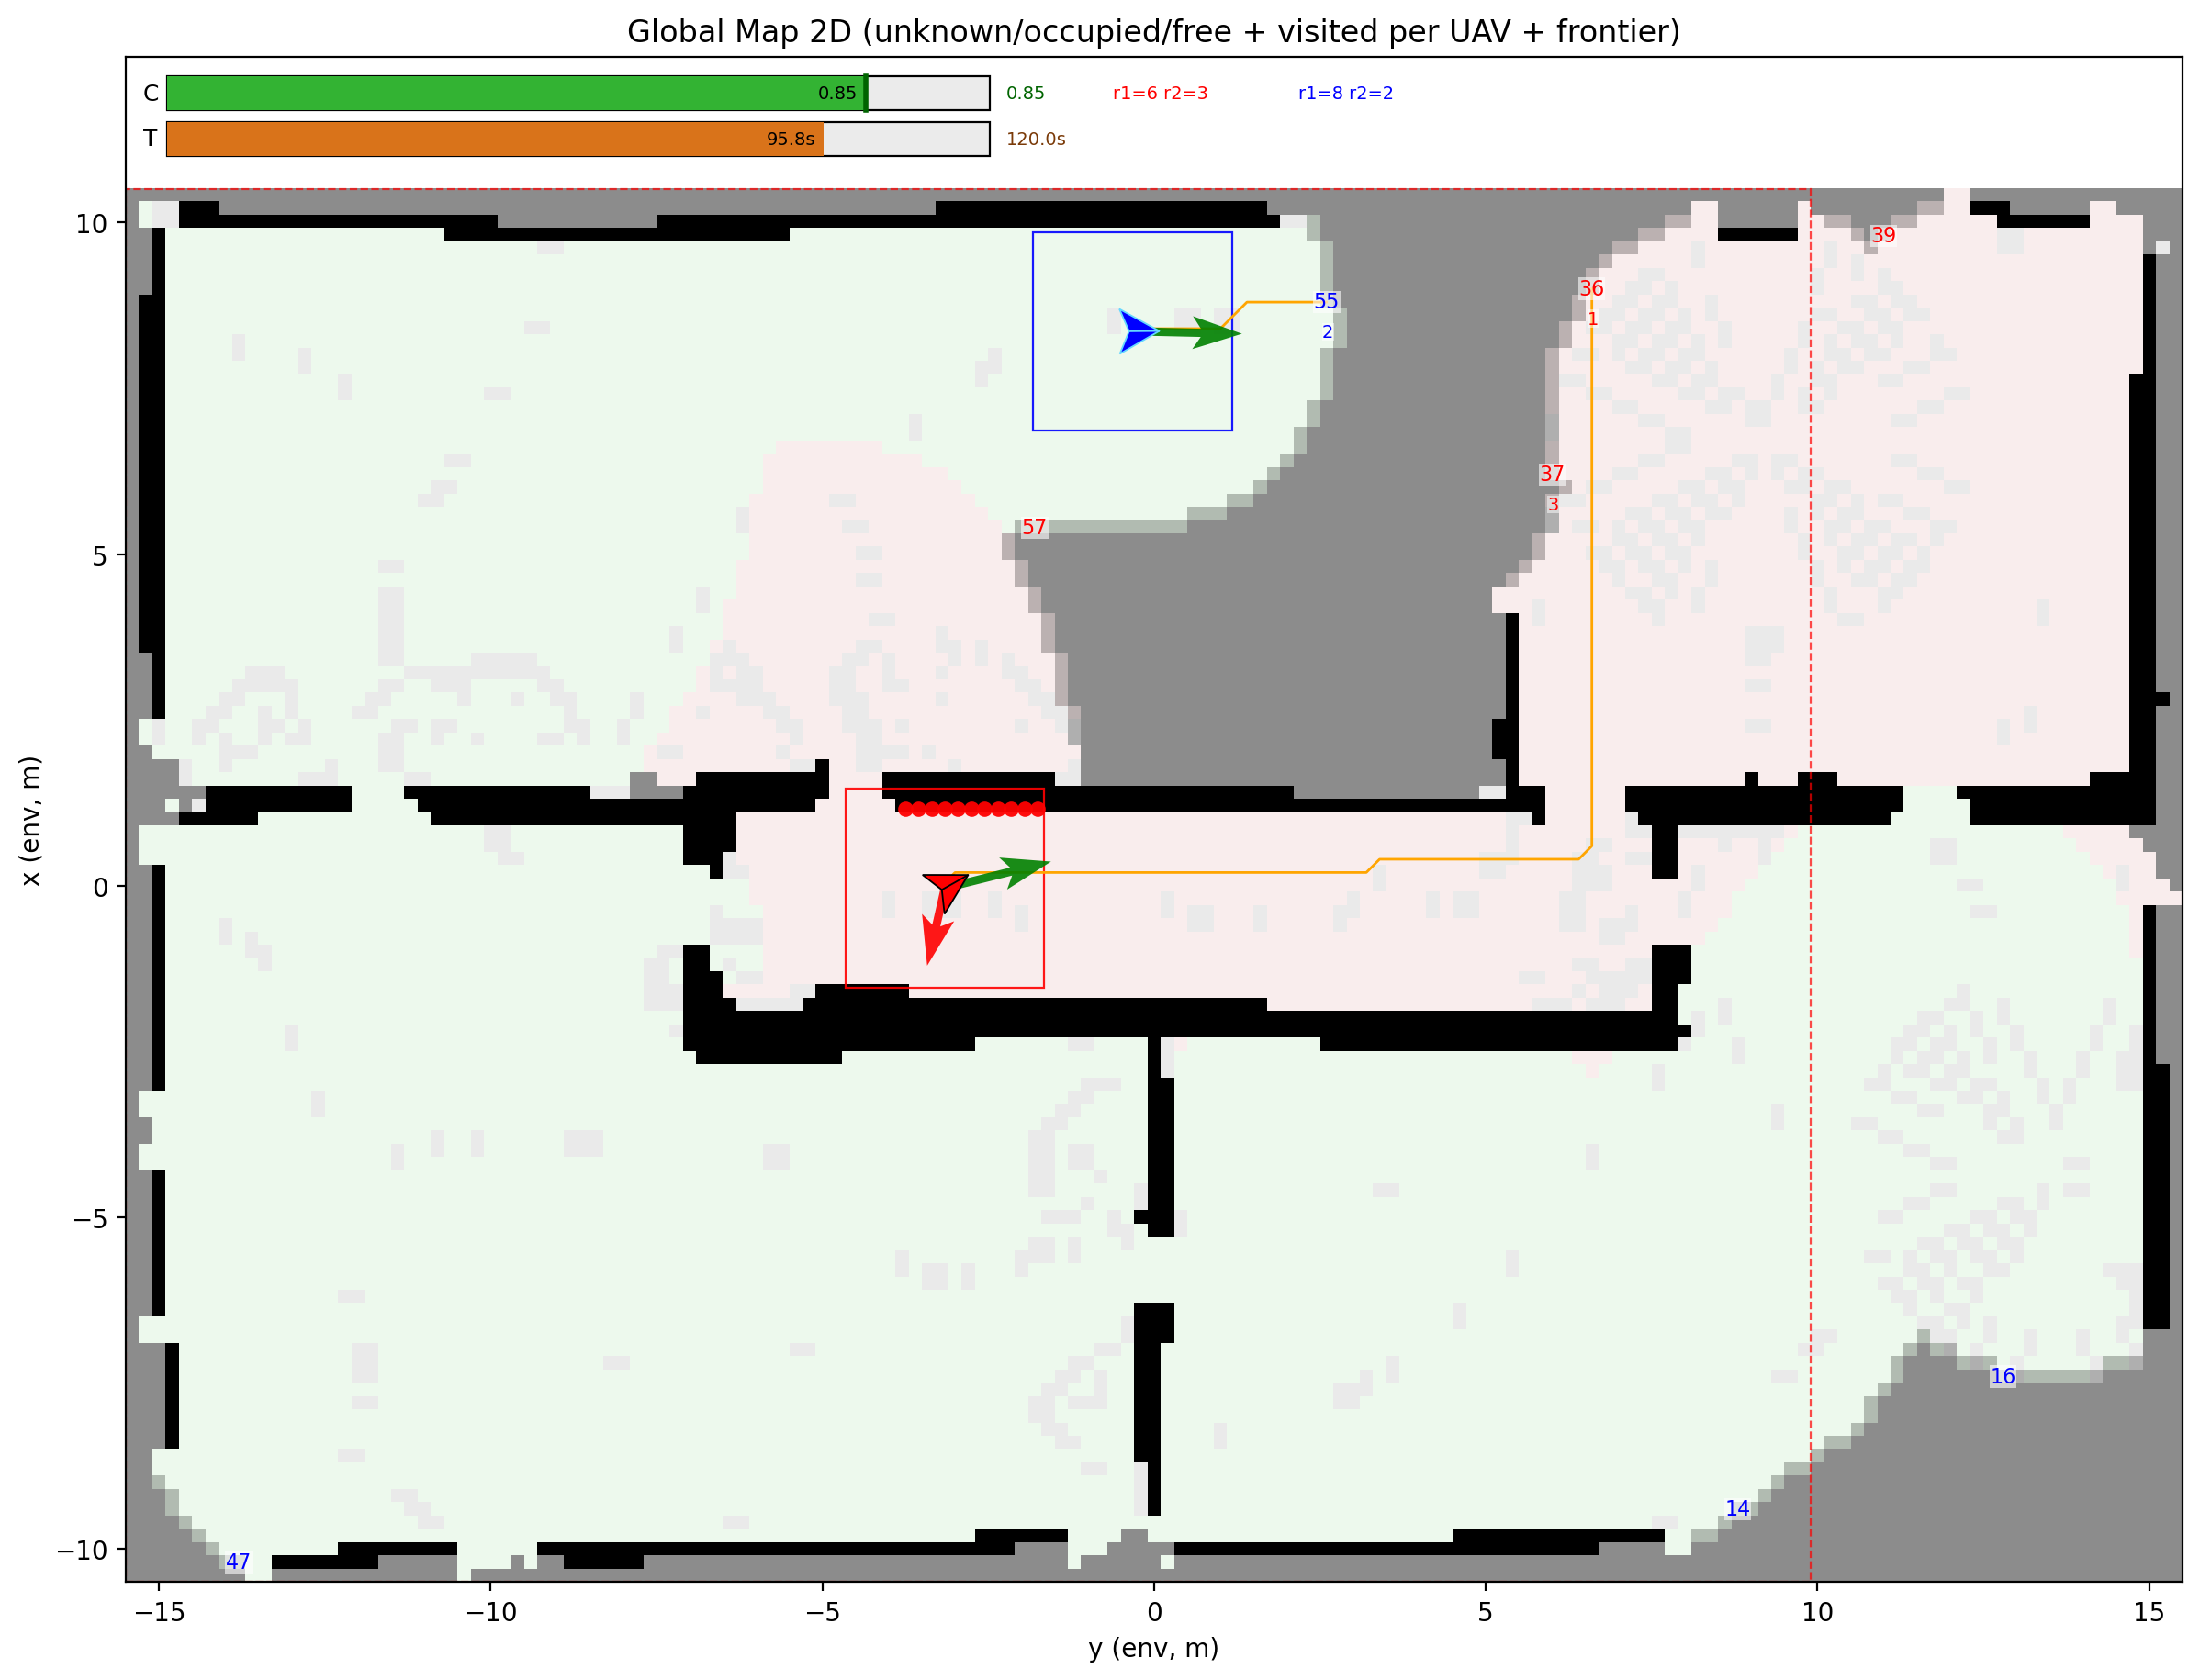 Global Map 2D (unknown/occupied/free + visited per UAV + frontier)
C 0.85 0.85 r1=6 r2=3 r1=8 r2=2
T 95.8s 120.0s
10
5
0
−5
−10
x (env, m)
39
36
1
55
2
37
3
57
16
14
47
−15 −10 −5 0 5 10 15
y (env, m)